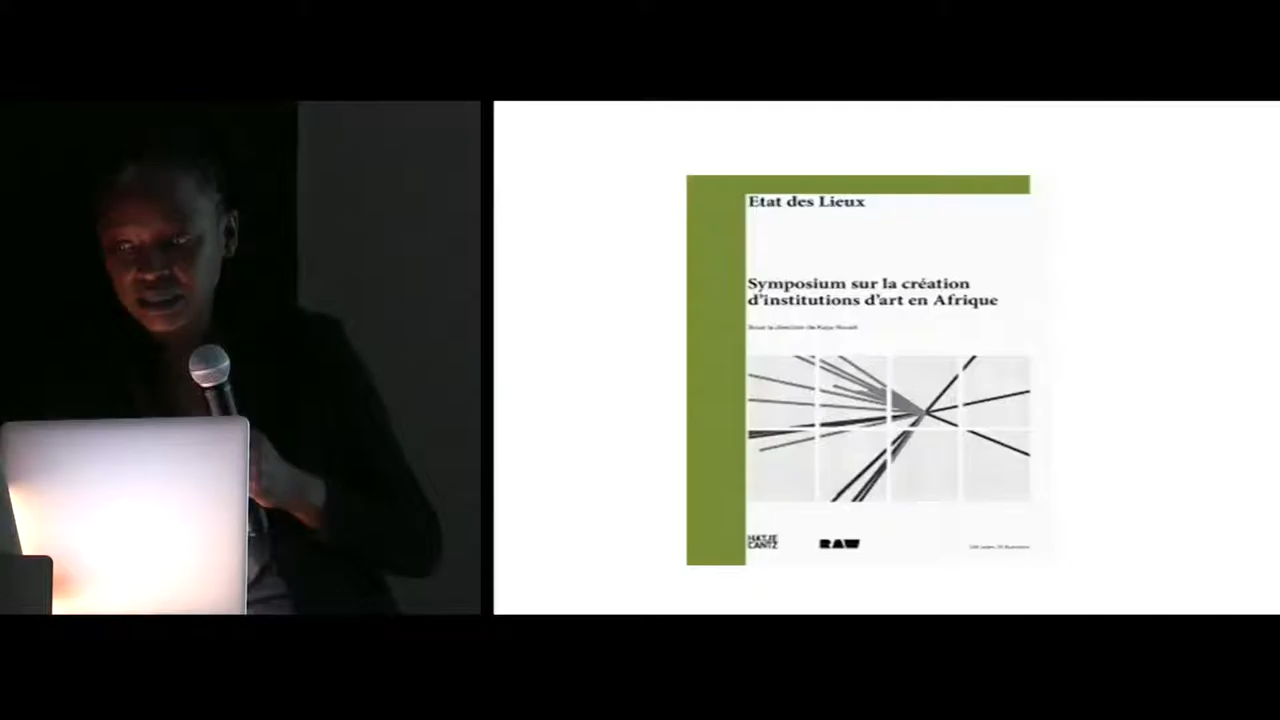 Etat des Lieux
Symposium sur la création
d'institutions d'art en Afrique
HATJE
CANTZ
RAW